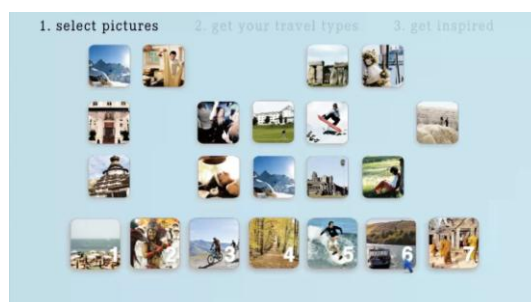 1. select pictures
2. get your travel types
3. get inspired
1
2
3
4
5
6
7